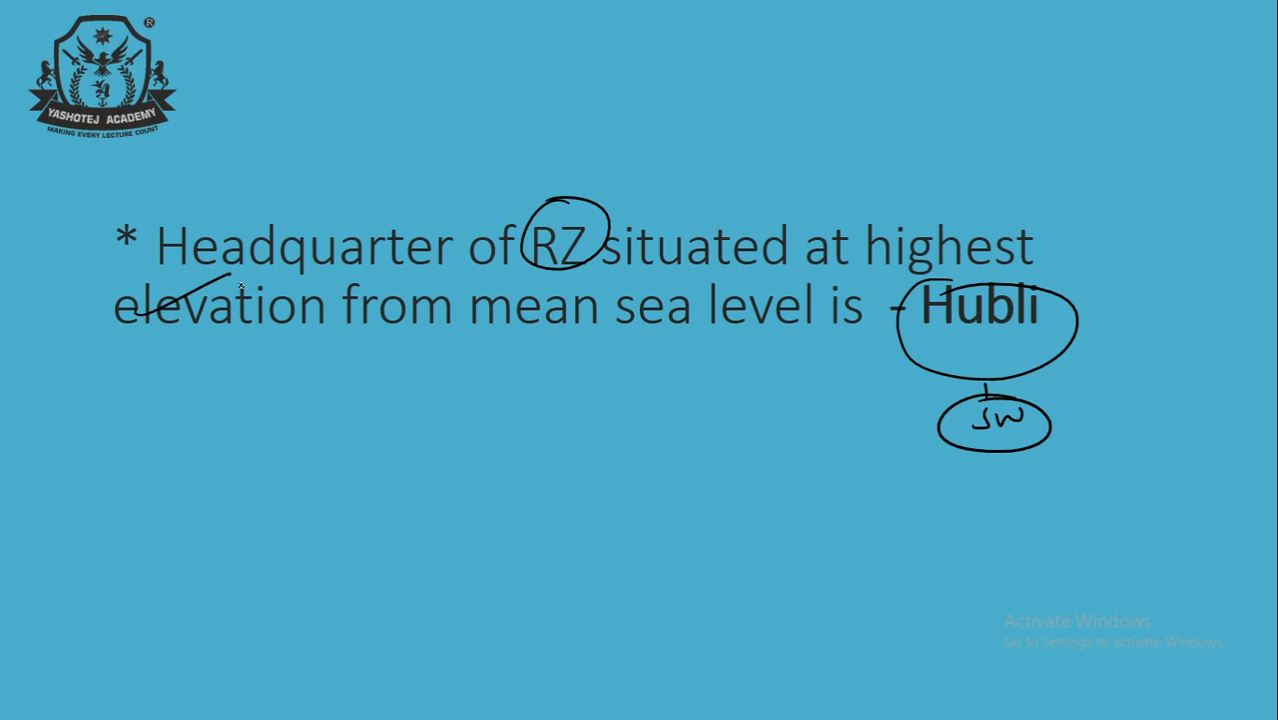 YASHOTEJ ACADEMY
MAKING EVERY LECTURE COUNT
®
* Headquarter of RZ situated at highest
elevation from mean sea level is - Hubli
SW
Activate Windows
Go to Settings to activate Windows.